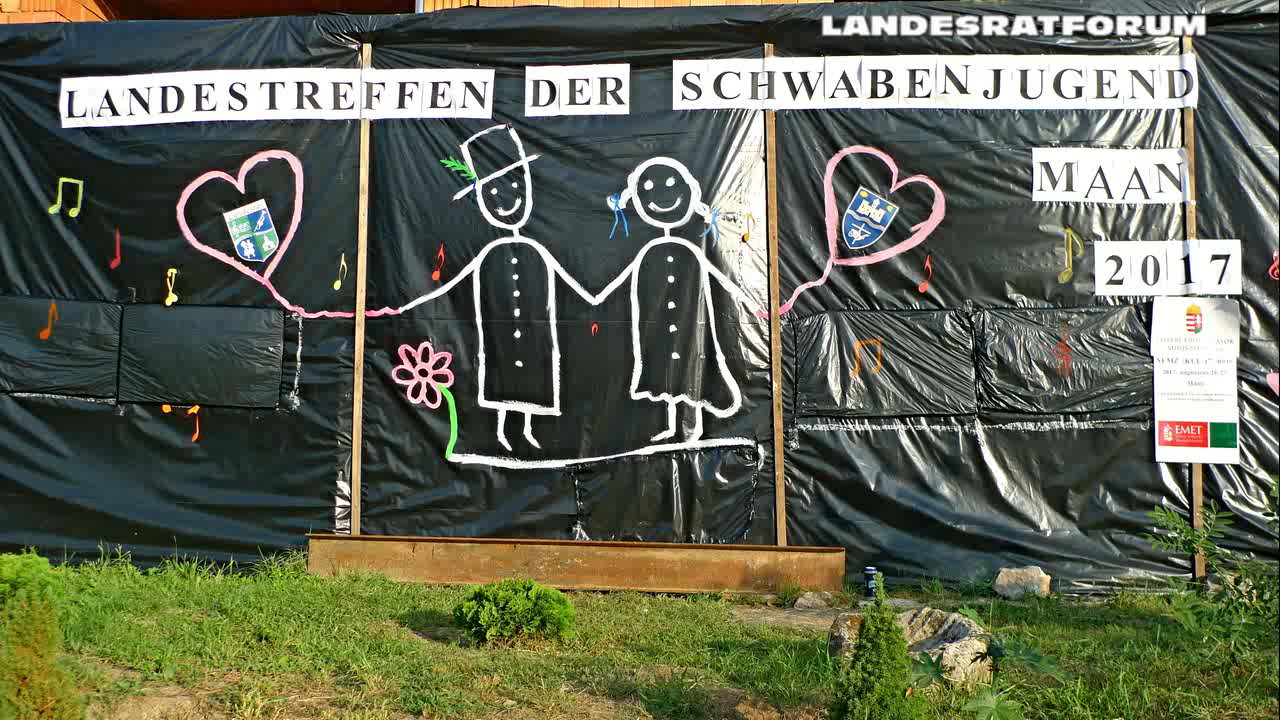 LANDESRATFORUM
LANDESTREFFEN DER SCHWABENJUGEND
MAAN
2017
EMET